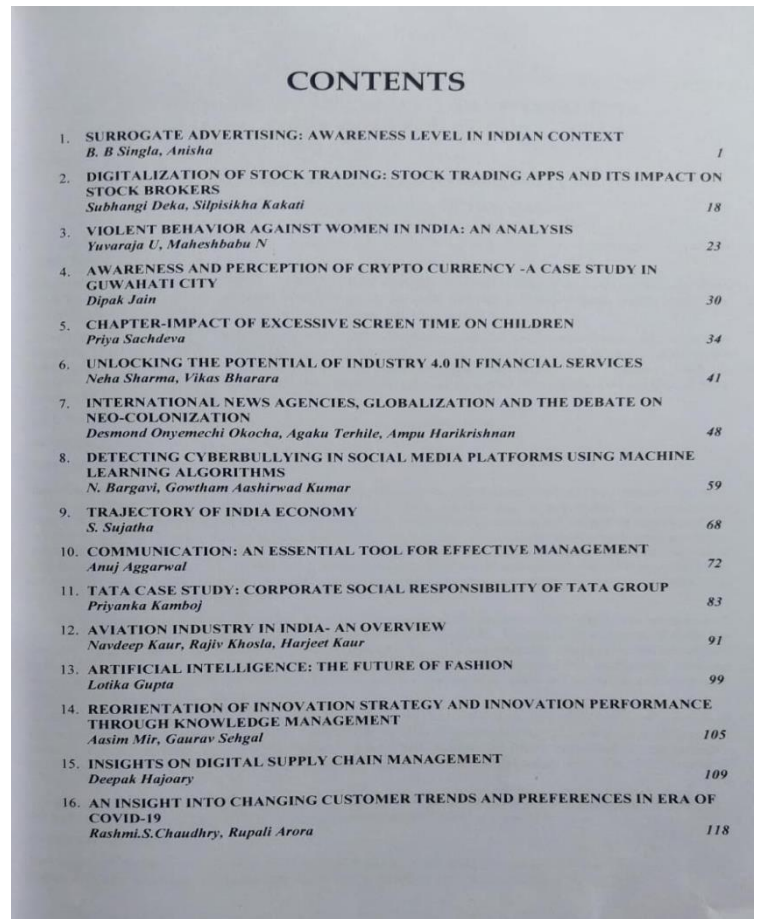 CONTENTS
1. SURROGATE ADVERTISING: AWARENESS LEVEL IN INDIAN CONTEXT
B. B Singla, Anisha 1
2. DIGITALIZATION OF STOCK TRADING: STOCK TRADING APPS AND ITS IMPACT ON
STOCK BROKERS
Subhangi Deka, Silpisikha Kakati 18
3. VIOLENT BEHAVIOR AGAINST WOMEN IN INDIA: AN ANALYSIS
Yuvaraja U, Maheshbabu N 23
4. AWARENESS AND PERCEPTION OF CRYPTO CURRENCY -A CASE STUDY IN
GUWAHATI CITY
Dipak Jain 30
5. CHAPTER-IMPACT OF EXCESSIVE SCREEN TIME ON CHILDREN
Priya Sachdeva 34
6. UNLOCKING THE POTENTIAL OF INDUSTRY 4.0 IN FINANCIAL SERVICES
Neha Sharma, Vikas Bharara 41
7. INTERNATIONAL NEWS AGENCIES, GLOBALIZATION AND THE DEBATE ON
NEO-COLONIZATION
Desmond Onyemechi Okocha, Agaku Terhile, Ampu Harikrishnan 48
8. DETECTING CYBERBULLYING IN SOCIAL MEDIA PLATFORMS USING MACHINE
LEARNING ALGORITHMS
N. Bargavi, Gowtham Aashirwad Kumar 59
9. TRAJECTORY OF INDIA ECONOMY
S. Sujatha 68
10. COMMUNICATION: AN ESSENTIAL TOOL FOR EFFECTIVE MANAGEMENT
Anuj Aggarwal 72
11. TATA CASE STUDY: CORPORATE SOCIAL RESPONSIBILITY OF TATA GROUP
Priyanka Kamboj 83
12. AVIATION INDUSTRY IN INDIA- AN OVERVIEW
Navdeep Kaur, Rajiv Khosla, Harjeet Kaur 91
13. ARTIFICIAL INTELLIGENCE: THE FUTURE OF FASHION
Lotika Gupta 99
14. REORIENTATION OF INNOVATION STRATEGY AND INNOVATION PERFORMANCE
THROUGH KNOWLEDGE MANAGEMENT
Aasim Mir, Gaurav Sehgal 105
15. INSIGHTS ON DIGITAL SUPPLY CHAIN MANAGEMENT
Deepak Hajoary 109
16. AN INSIGHT INTO CHANGING CUSTOMER TRENDS AND PREFERENCES IN ERA OF
COVID-19
Rashmi.S.Chaudhry, Rupali Arora 118